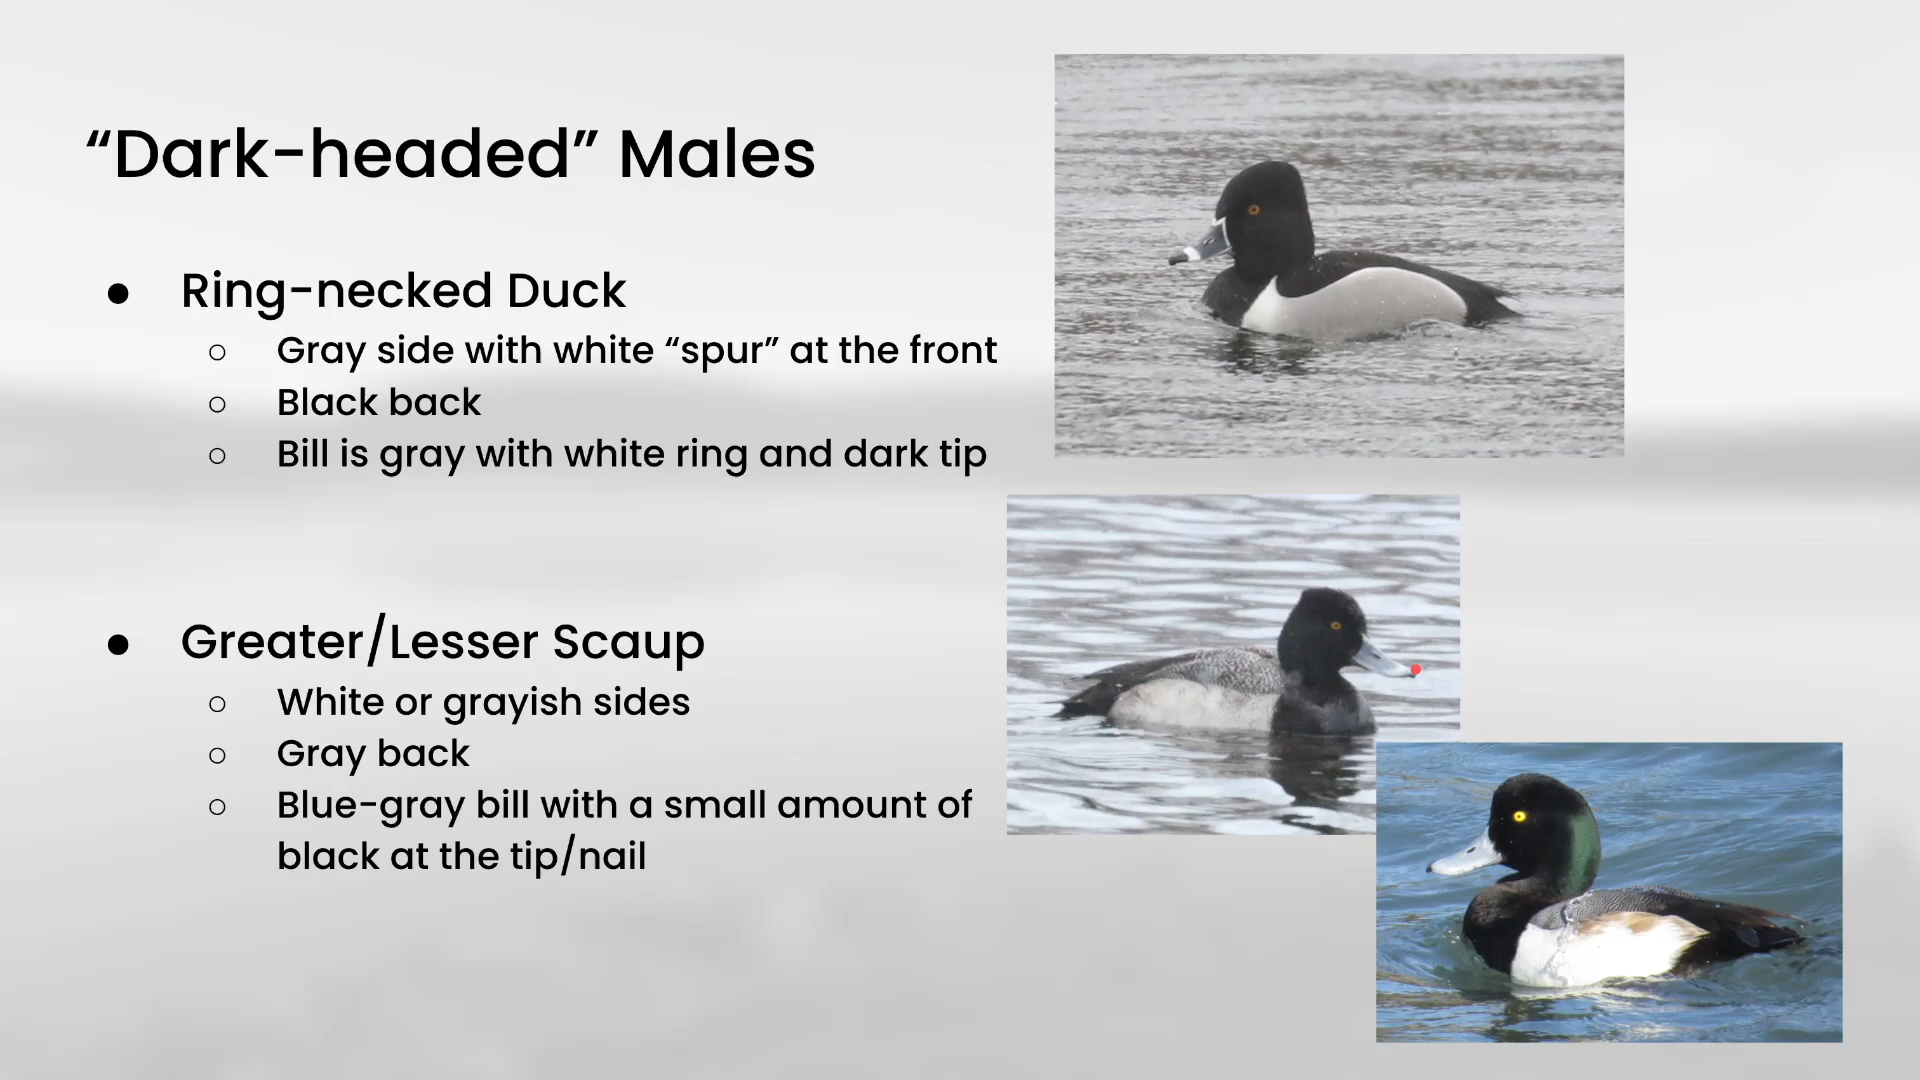 “Dark-headed” Males
● Ring-necked Duck
○ Gray side with white “spur” at the front
○ Black back
○ Bill is gray with white ring and dark tip
● Greater/Lesser Scaup
○ White or grayish sides
○ Gray back
○ Blue-gray bill with a small amount of
black at the tip/nail